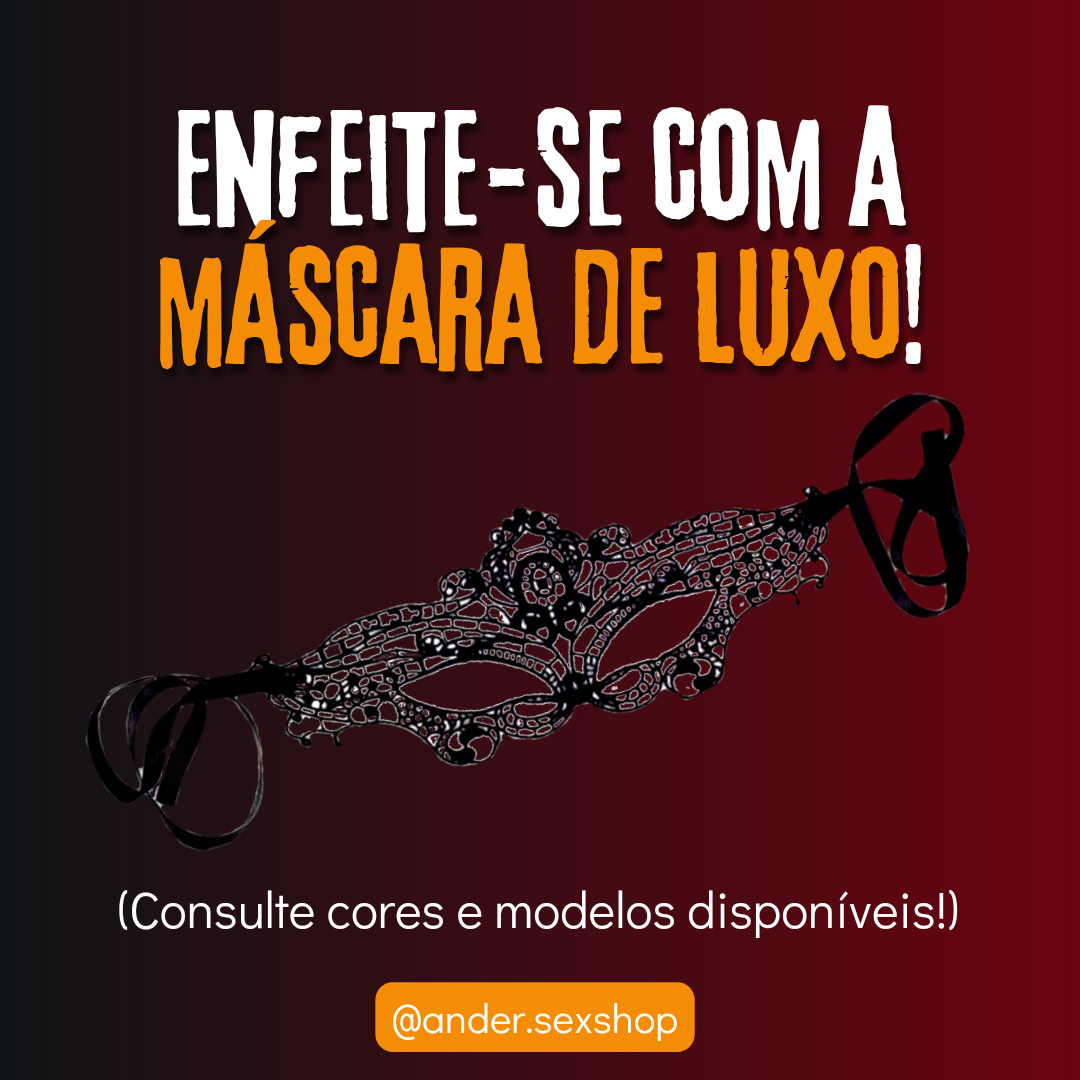 ENFEITE-SE COM A
MÁSCARA DE LUXO!
(Consulte cores e modelos disponíveis!)
@ander.sexshop